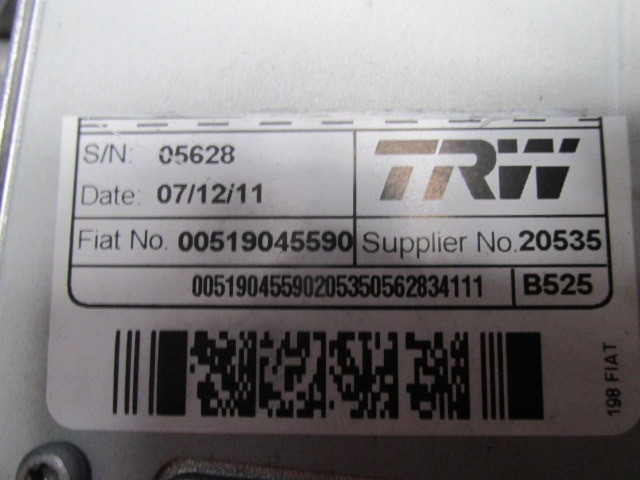 S/N: 05628
TRW
Date: 07/12/11
Fiat No. 00519045590 Supplier No. 20535
00519045590205350562834111 B525
198 FIAT